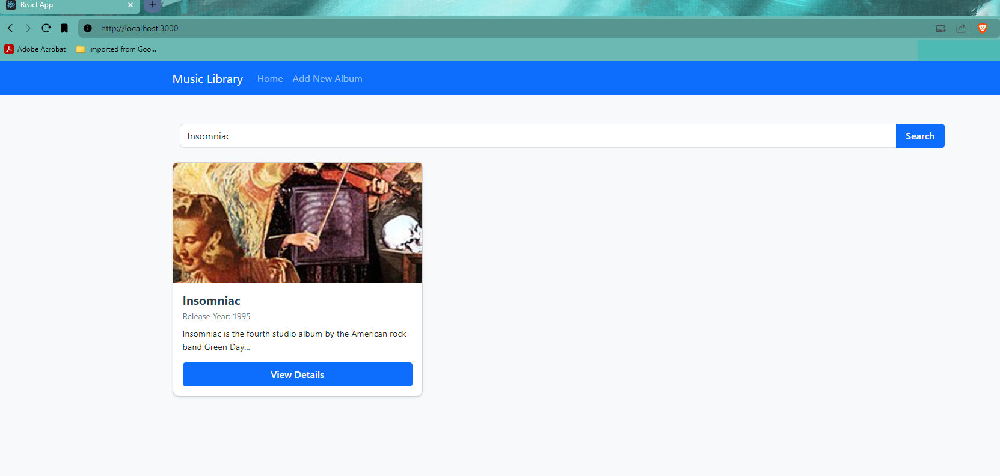 React App
http://localhost:3000
Adobe Acrobat Imported from Goo...
Music Library Home Add New Album
Insomniac Search
Insomniac
Release Year: 1995
Insomniac is the fourth studio album by the American rock
band Green Day...
View Details